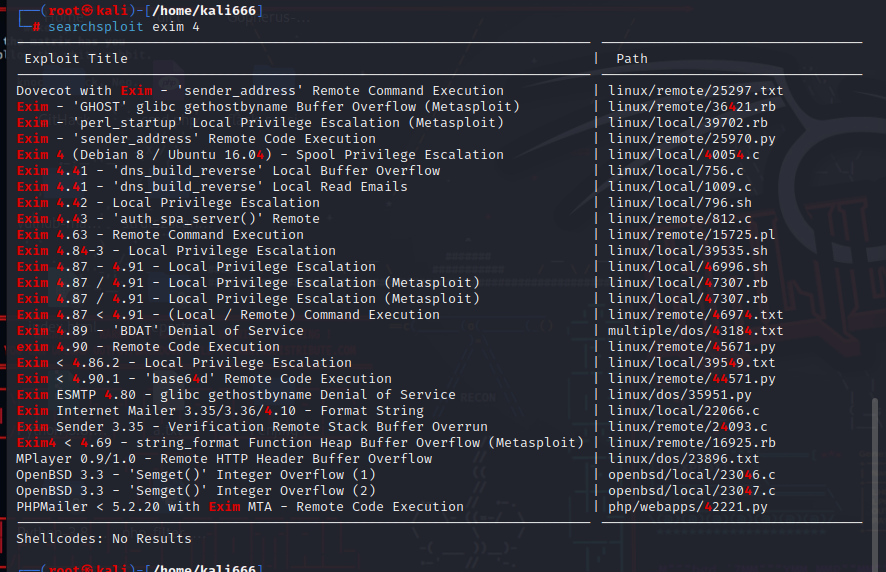 (root㉿kali)-[/home/kali666]
# searchsploit exim 4
Exploit Title | Path
Dovecot with Exim - 'sender_address' Remote Command Execution | linux/remote/25297.txt
Exim - 'GHOST' glibc gethostbyname Buffer Overflow (Metasploit) | linux/remote/36421.rb
Exim - 'perl_startup' Local Privilege Escalation (Metasploit) | linux/local/39702.rb
Exim - 'sender_address' Remote Code Execution | linux/remote/25970.py
Exim 4 (Debian 8 / Ubuntu 16.04) - Spool Privilege Escalation | linux/local/40054.c
Exim 4.41 - 'dns_build_reverse' Local Buffer Overflow | linux/local/756.c
Exim 4.41 - 'dns_build_reverse' Local Read Emails | linux/local/1009.c
Exim 4.42 - Local Privilege Escalation | linux/local/796.sh
Exim 4.43 - 'auth_spa_server()' Remote | linux/remote/812.c
Exim 4.63 - Remote Command Execution | linux/remote/15725.pl
Exim 4.84-3 - Local Privilege Escalation | linux/local/39535.sh
Exim 4.87 - 4.91 - Local Privilege Escalation | linux/local/46996.sh
Exim 4.87 / 4.91 - Local Privilege Escalation (Metasploit) | linux/local/47307.rb
Exim 4.87 / 4.91 - Local Privilege Escalation (Metasploit) | linux/local/47307.rb
Exim 4.87 < 4.91 - (Local / Remote) Command Execution | linux/remote/46974.txt
Exim 4.89 - 'BDAT' Denial of Service | multiple/dos/43184.txt
exim 4.90 - Remote Code Execution | linux/remote/45671.py
Exim < 4.86.2 - Local Privilege Escalation | linux/local/39549.txt
Exim < 4.90.1 - 'base64d' Remote Code Execution | linux/remote/44571.py
Exim ESMTP 4.80 - glibc gethostbyname Denial of Service | linux/dos/35951.py
Exim Internet Mailer 3.35/3.36/4.10 - Format String | linux/local/22066.c
Exim Sender 3.35 - Verification Remote Stack Buffer Overrun | linux/remote/24093.c
Exim4 < 4.69 - string_format Function Heap Buffer Overflow (Metasploit) | linux/remote/16925.rb
MPlayer 0.9/1.0 - Remote HTTP Header Buffer Overflow | linux/dos/23896.txt
OpenBSD 3.3 - 'Semget()' Integer Overflow (1) | openbsd/local/23046.c
OpenBSD 3.3 - 'Semget()' Integer Overflow (2) | openbsd/local/23047.c
PHPMailer < 5.2.20 with Exim MTA - Remote Code Execution | php/webapps/42221.py
Shellcodes: No Results
(root㉿kali)-[/home/kali666]